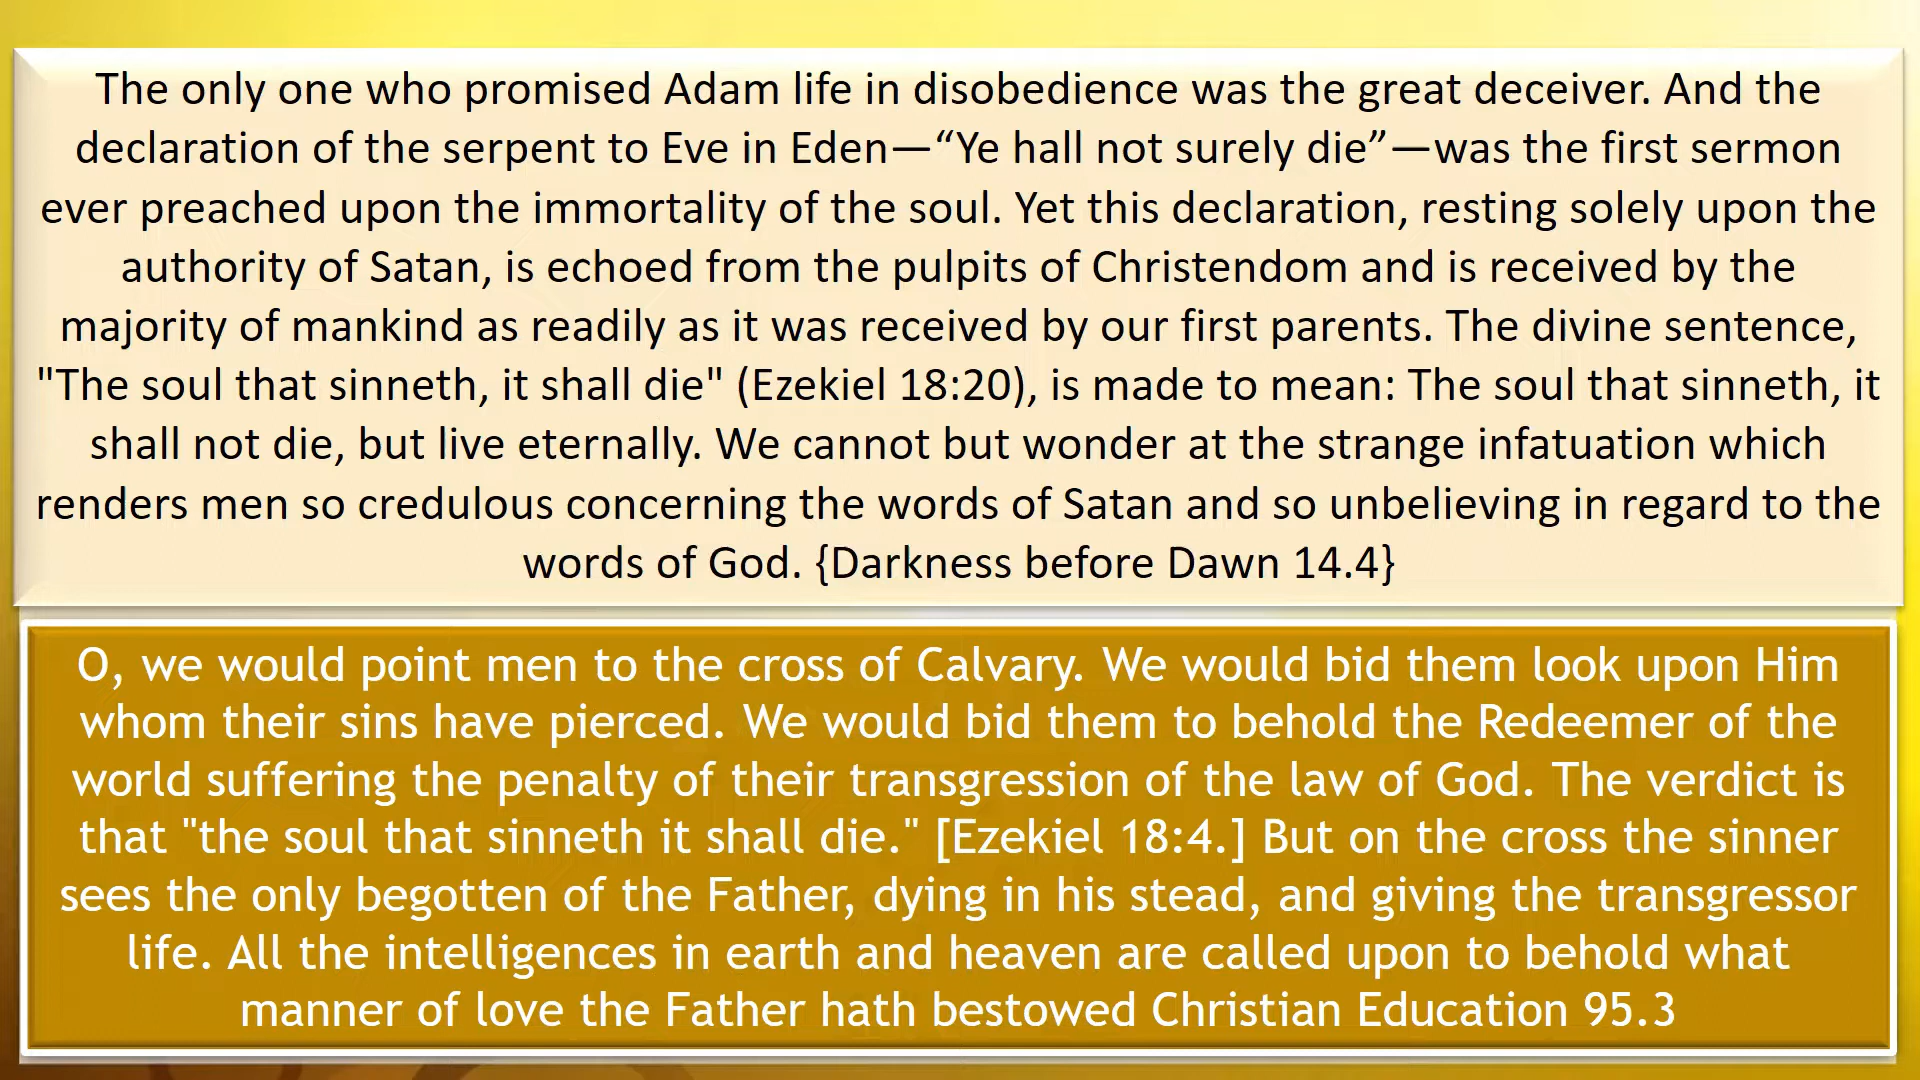 The only one who promised Adam life in disobedience was the great deceiver. And the
declaration of the serpent to Eve in Eden—“Ye hall not surely die”—was the first sermon
ever preached upon the immortality of the soul. Yet this declaration, resting solely upon the
authority of Satan, is echoed from the pulpits of Christendom and is received by the
majority of mankind as readily as it was received by our first parents. The divine sentence,
"The soul that sinneth, it shall die" (Ezekiel 18:20), is made to mean: The soul that sinneth, it
shall not die, but live eternally. We cannot but wonder at the strange infatuation which
renders men so credulous concerning the words of Satan and so unbelieving in regard to the
words of God. {Darkness before Dawn 14.4}
O, we would point men to the cross of Calvary. We would bid them look upon Him
whom their sins have pierced. We would bid them to behold the Redeemer of the
world suffering the penalty of their transgression of the law of God. The verdict is
that "the soul that sinneth it shall die." [Ezekiel 18:4.] But on the cross the sinner
sees the only begotten of the Father, dying in his stead, and giving the transgressor
life. All the intelligences in earth and heaven are called upon to behold what
manner of love the Father hath bestowed Christian Education 95.3